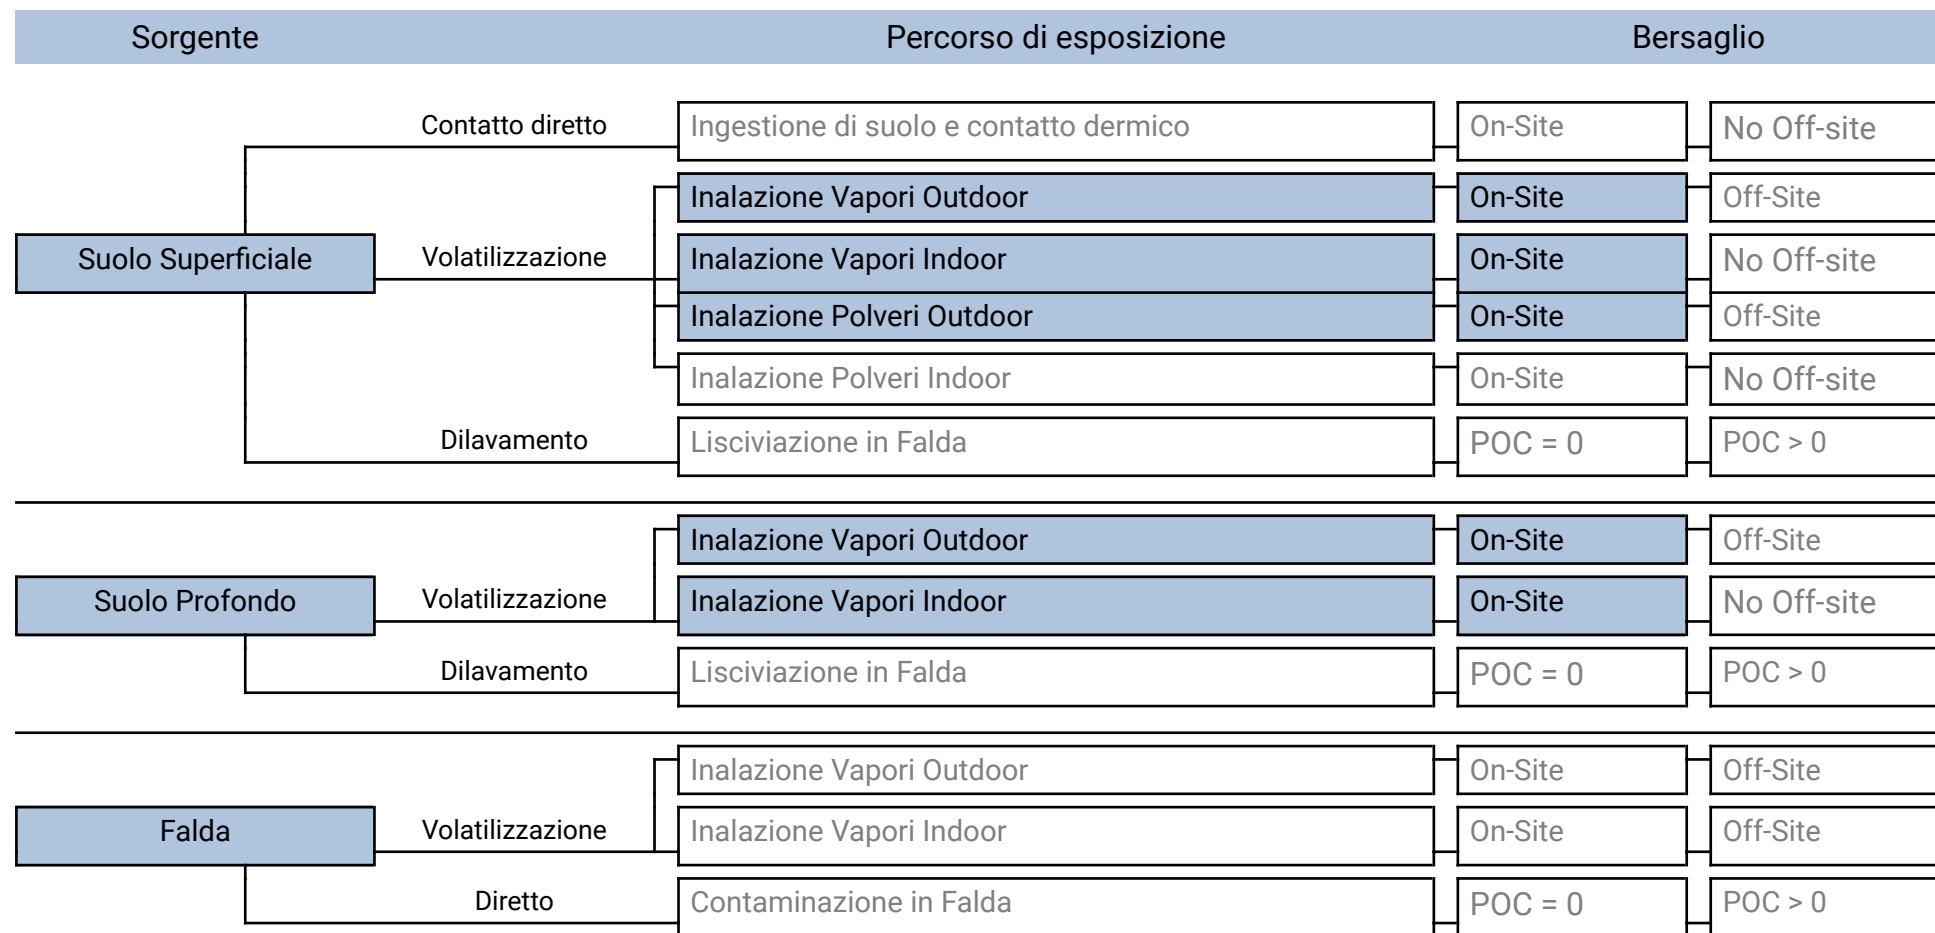 Sorgente Percorso di esposizione Bersaglio
Contatto diretto Ingestione di suolo e contatto dermico On-Site No Off-site
Inalazione Vapori Outdoor On-Site Off-Site
Suolo Superficiale Volatilizzazione Inalazione Vapori Indoor On-Site No Off-site
Inalazione Polveri Outdoor On-Site Off-Site
Inalazione Polveri Indoor On-Site No Off-site
Dilavamento Lisciviazione in Falda POC = 0 POC > 0
Inalazione Vapori Outdoor On-Site Off-Site
Suolo Profondo Volatilizzazione Inalazione Vapori Indoor On-Site No Off-site
Dilavamento Lisciviazione in Falda POC = 0 POC > 0
Inalazione Vapori Outdoor On-Site Off-Site
Falda Volatilizzazione Inalazione Vapori Indoor On-Site Off-Site
Diretto Contaminazione in Falda POC = 0 POC > 0